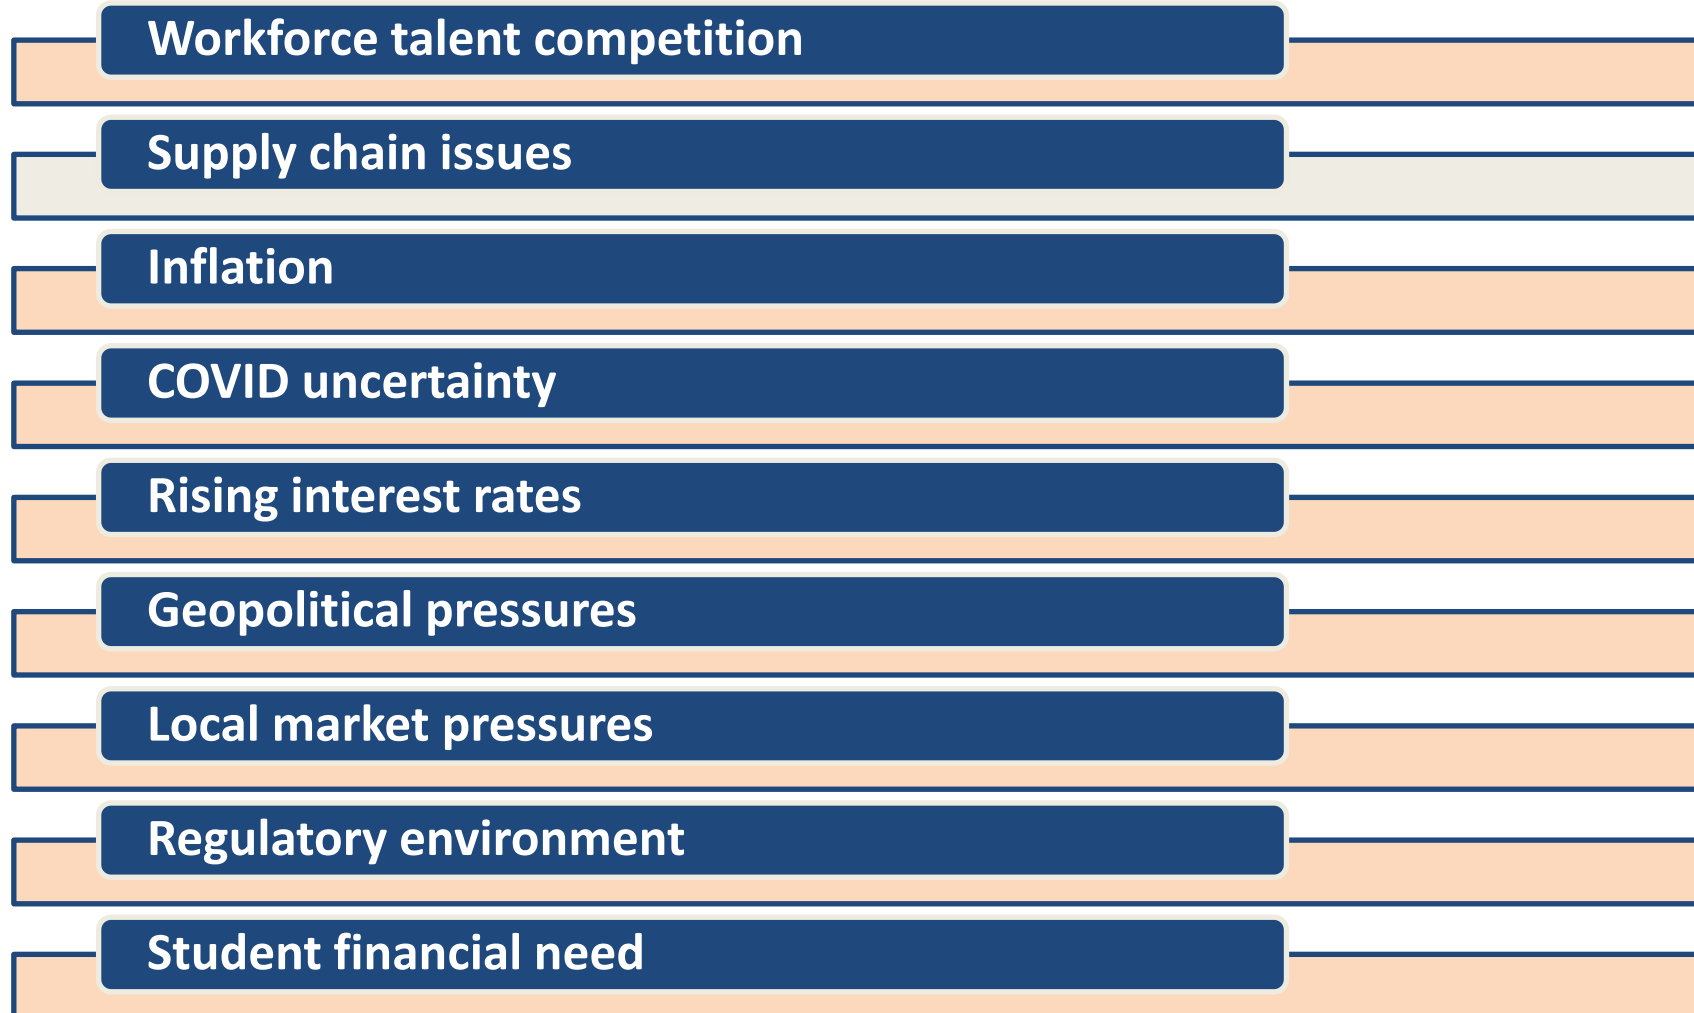 Workforce talent competition
Supply chain issues
Inflation
COVID uncertainty
Rising interest rates
Geopolitical pressures
Local market pressures
Regulatory environment
Student financial need